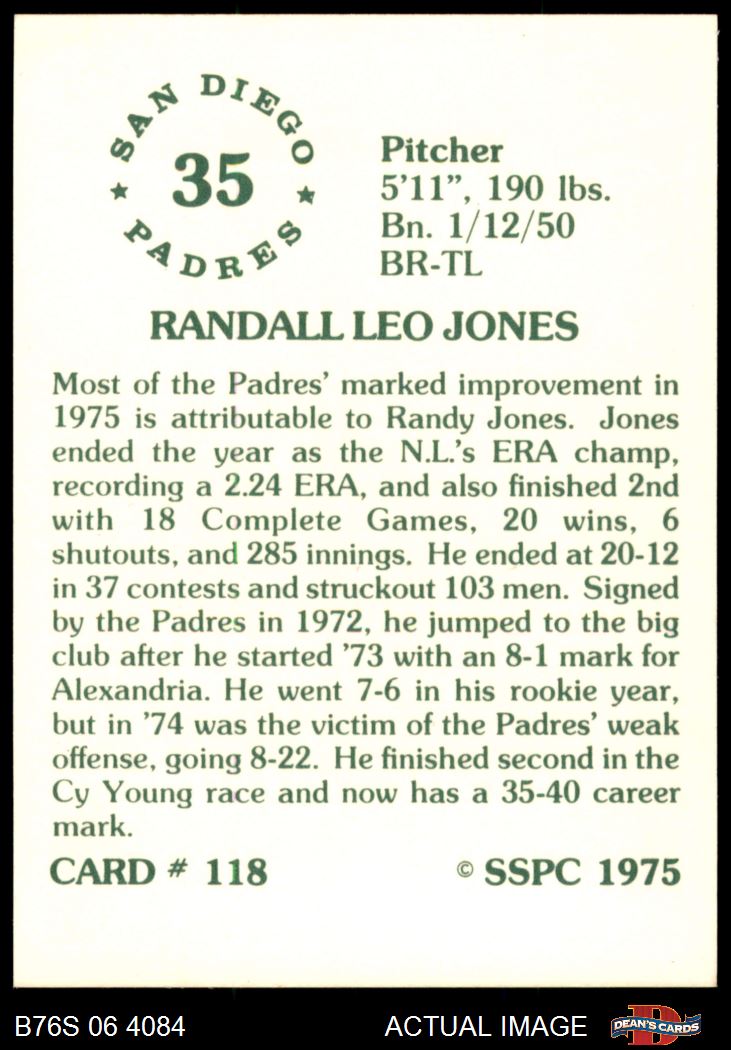 SAN DIEGO
35
PADRES
Pitcher
5'11", 190 lbs.
Bn. 1/12/50
BR-TL
RANDALL LEO JONES
Most of the Padres' marked improvement in
1975 is attributable to Randy Jones. Jones
ended the year as the N.L.'s ERA champ,
recording a 2.24 ERA, and also finished 2nd
with 18 Complete Games, 20 wins, 6
shutouts, and 285 innings. He ended at 20-12
in 37 contests and struckout 103 men. Signed
by the Padres in 1972, he jumped to the big
club after he started '73 with an 8-1 mark for
Alexandria. He went 7-6 in his rookie year,
but in '74 was the victim of the Padres' weak
offense, going 8-22. He finished second in the
Cy Young race and now has a 35-40 career
mark.
CARD # 118
© SSPC 1975
B76S 06 4084
ACTUAL IMAGE
D
DEAN'S CARDS